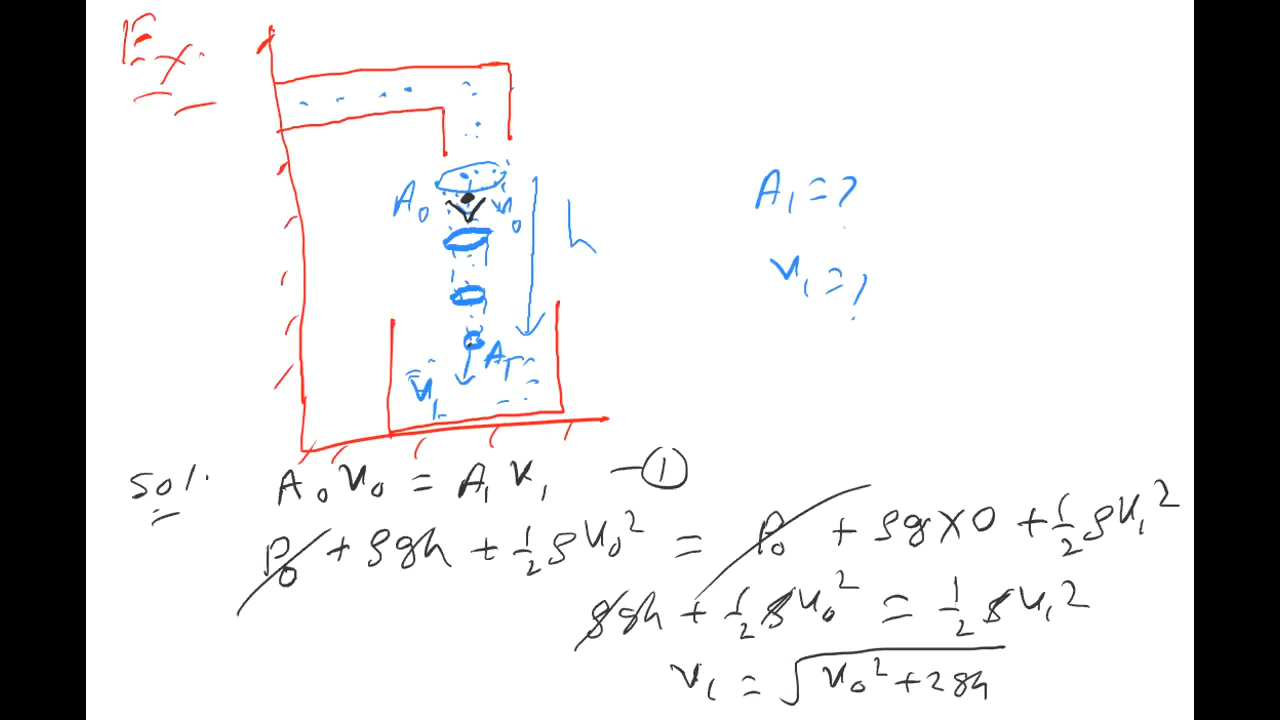 Ex.
A₀ v₀
h
A₁
v₁
A₁ = ?
v₁ = ?
Sol.
A₀v₀ = A₁v₁ —①
P₀ + ρgh + ½ρv₀² = P₀ + ρg×0 + ½ρv₁²
ρgh + ½ρv₀² = ½ρv₁²
v₁ = √(v₀² + 2gh)